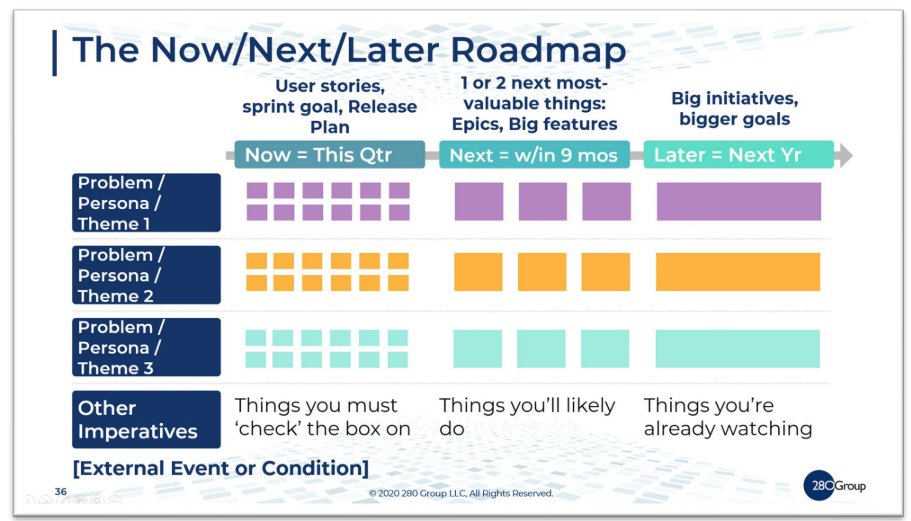 The Now/Next/Later Roadmap
User stories,
sprint goal, Release
Plan
1 or 2 next most-
valuable things:
Epics, Big features
Big initiatives,
bigger goals
Now = This Qtr
Next = w/in 9 mos
Later = Next Yr
Problem /
Persona /
Theme 1
Problem /
Persona /
Theme 2
Problem /
Persona /
Theme 3
Other
Imperatives
Things you must
‘check’ the box on
Things you’ll likely
do
Things you’re
already watching
[External Event or Condition]
36
© 2020 280 Group LLC, All Rights Reserved.
280Group